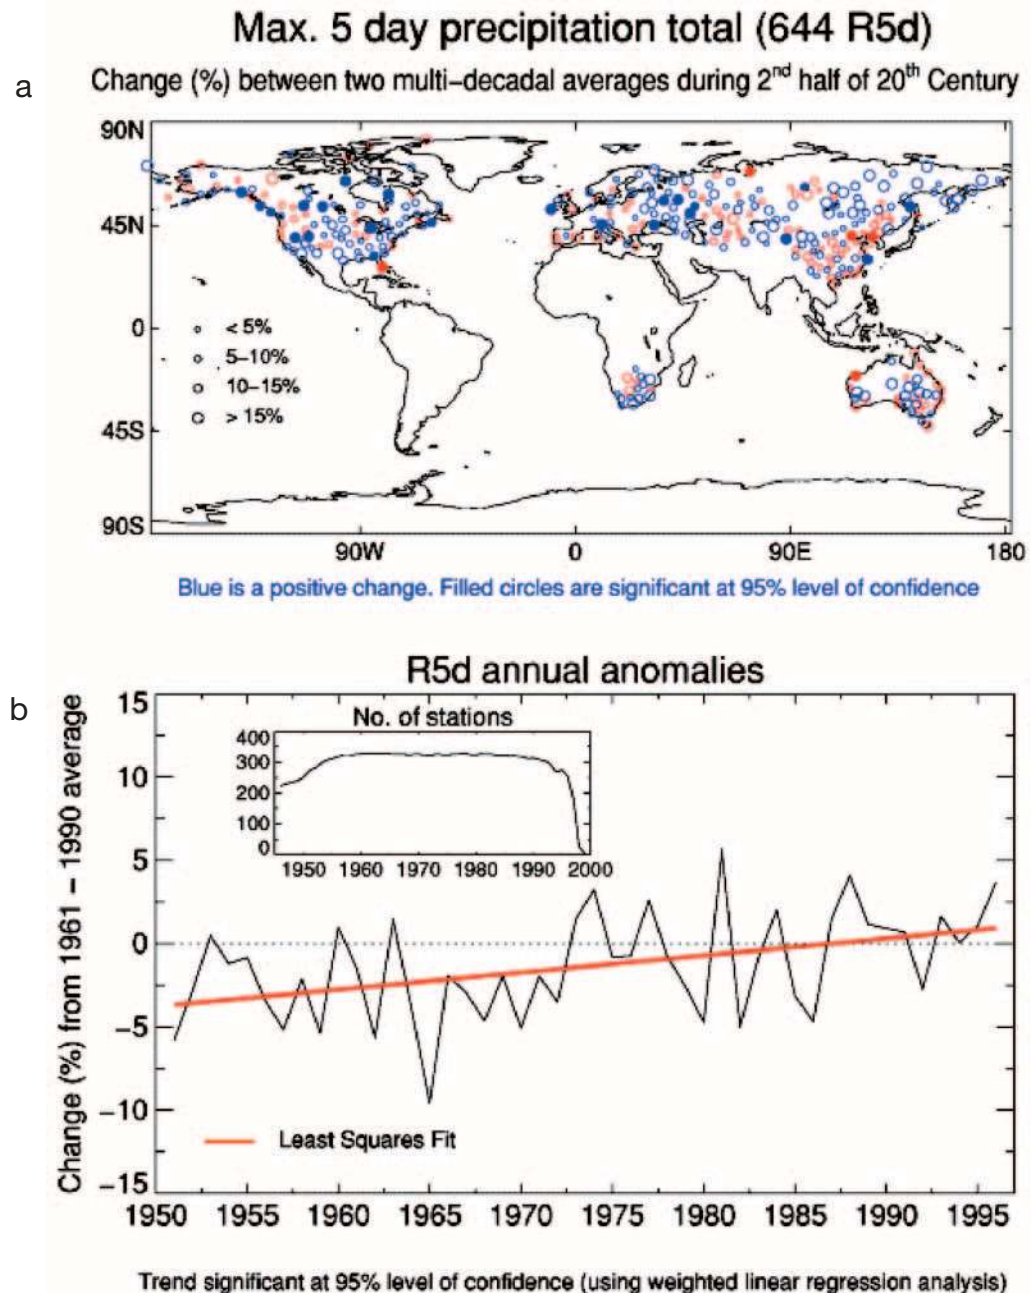 Max. 5 day precipitation total (644 R5d)
a
Change (%) between two multi-decadal averages during 2nd half of 20th Century
90N
45N
0
45S
90S
< 5%
5-10%
10-15%
> 15%
90W 0 90E 180
Blue is a positive change. Filled circles are significant at 95% level of confidence
R5d annual anomalies
b
Change (%) from 1961 - 1990 average
15
10
5
0
-5
-10
-15
No. of stations
400
300
200
100
0
1950 1960 1970 1980 1990 2000
Least Squares Fit
1950 1955 1960 1965 1970 1975 1980 1985 1990 1995
Trend significant at 95% level of confidence (using weighted linear regression analysis)